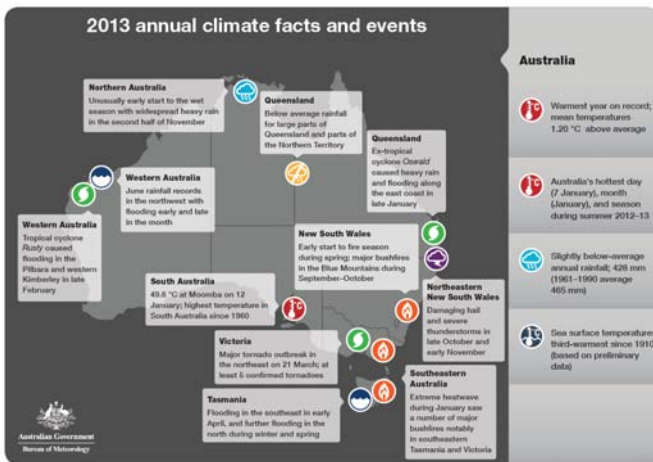 2013 annual climate facts and events
Northern Australia
Unusually early start to the wet
season with widespread heavy rain
in the second half of November
Queensland
Below average rainfall
for large parts of
Queensland and parts of
the Northern Territory
Queensland
Ex-tropical
cyclone Oswald
caused heavy rain
and flooding along
the east coast in
late January
Western Australia
June rainfall records
in the northwest with
flooding early and late
in the month
Western Australia
Tropical cyclone
Rusty caused
flooding in the
Pilbara and western
Kimberley in late
February
New South Wales
Early start to fire season
during spring; major bushfires
in the Blue Mountains during
September-October
South Australia
49.6 °C at Moomba on 12
January; highest temperature in
South Australia since 1960
Northeastern
New South Wales
Damaging hail
and severe
thunderstorms in
late October and
early November
Victoria
Major tornado outbreak in
the northeast on 21 March; at
least 5 confirmed tornadoes
Tasmania
Flooding in the southeast in early
April, and further flooding in the
north during winter and spring
Southeastern
Australia
Extreme heatwave
during January saw
a number of major
bushfires notably
in southeastern
Tasmania and Victoria
Australian Government
Bureau of Meteorology
Australia
°C
Warmest year on record;
mean temperatures
1.20 °C above average
°C
Australia's hottest day
(7 January), month
(January), and season
during summer 2012–13
Slightly below-average
annual rainfall; 428 mm
(1961–1990 average
465 mm)
°C
Sea surface temperatures
third-warmest since 1910
(based on preliminary
data)